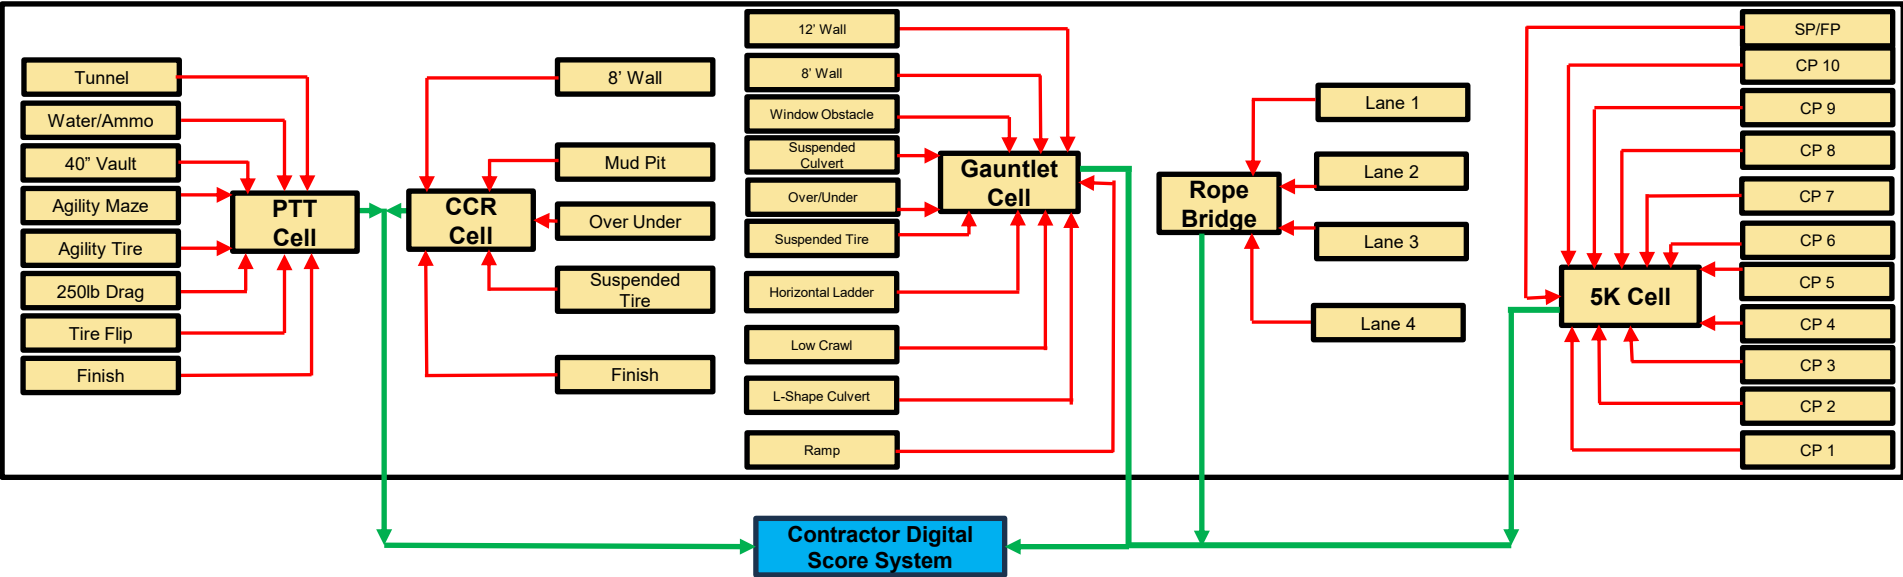 Tunnel
Water/Ammo
40” Vault
Agility Maze
Agility Tire
250lb Drag
Tire Flip
Finish
PTT
Cell
CCR
Cell
8’ Wall
Mud Pit
Over Under
Suspended
Tire
Finish
12’ Wall
8’ Wall
Window Obstacle
Suspended
Culvert
Over/Under
Suspended Tire
Horizontal Ladder
Low Crawl
L-Shape Culvert
Ramp
Gauntlet
Cell
Rope
Bridge
Lane 1
Lane 2
Lane 3
Lane 4
5K Cell
SP/FP
CP 10
CP 9
CP 8
CP 7
CP 6
CP 5
CP 4
CP 3
CP 2
CP 1
Contractor Digital
Score System